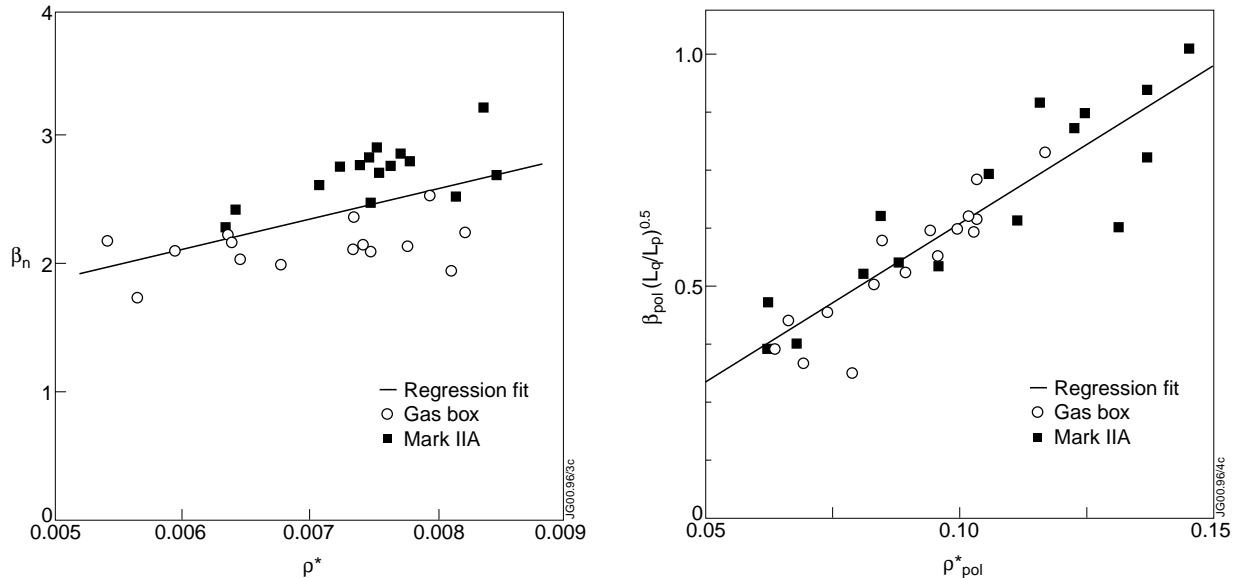 4
3
2
1
0
βn
0.005
0.006
0.007
0.008
0.009
ρ*
Regression fit
Gas box
Mark IIA
JG00.96/3c
1.0
0.5
0
βpol (Lq/Lp)0.5
0.05
0.10
0.15
ρ*pol
Regression fit
Gas box
Mark IIA
JG00.96/4c